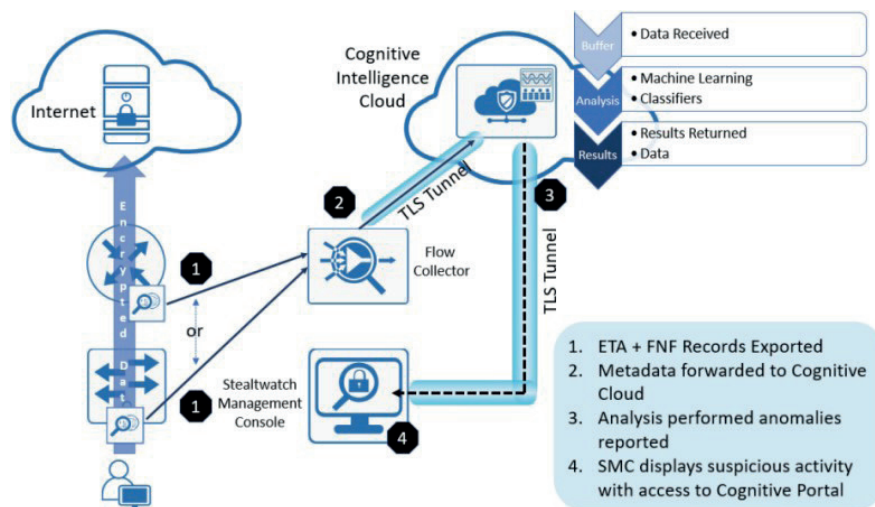 Cognitive
Intelligence
Cloud
Internet
Buffer
• Data Received
Analysis
• Machine Learning
• Classifiers
Results
• Results Returned
• Data
2
TLS Tunnel
3
TLS Tunnel
1
or
1
Encrypted Dat
Flow
Collector
Stealtwatch
Management
Console
4
1. ETA + FNF Records Exported
2. Metadata forwarded to Cognitive
Cloud
3. Analysis performed anomalies
reported
4. SMC displays suspicious activity
with access to Cognitive Portal